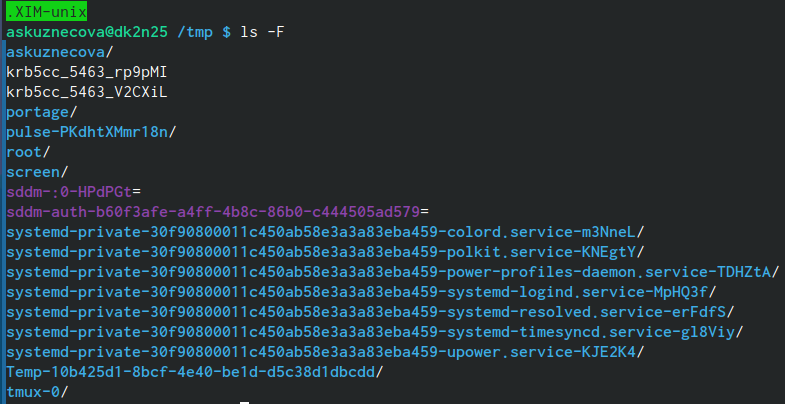 .XIM-unix
askuznecova@dk2n25 /tmp $ ls -F
askuznecova/
krb5cc_5463_rp9pMI
krb5cc_5463_V2CXiL
portage/
pulse-PKdhtXMmr18n/
root/
screen/
sddm-:0-HPdPGt=
sddm-auth-b60f3afe-a4ff-4b8c-86b0-c444505ad579=
systemd-private-30f90800011c450ab58e3a3a83eba459-colord.service-m3NneL/
systemd-private-30f90800011c450ab58e3a3a83eba459-polkit.service-KNEgtY/
systemd-private-30f90800011c450ab58e3a3a83eba459-power-profiles-daemon.service-TDHZtA/
systemd-private-30f90800011c450ab58e3a3a83eba459-systemd-logind.service-MpHQ3f/
systemd-private-30f90800011c450ab58e3a3a83eba459-systemd-resolved.service-erFdfS/
systemd-private-30f90800011c450ab58e3a3a83eba459-systemd-timesyncd.service-gl8Viy/
systemd-private-30f90800011c450ab58e3a3a83eba459-upower.service-KJE2K4/
Temp-10b425d1-8bcf-4e40-be1d-d5c38d1dbcdd/
tmux-0/